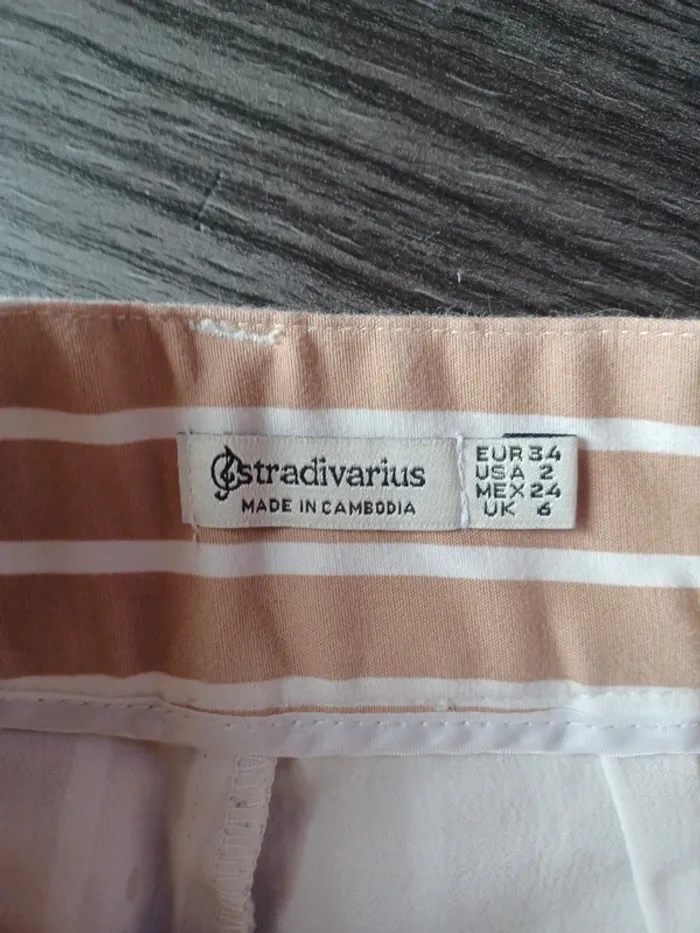 stradivarius
MADE IN CAMBODIA
EUR 34
USA 2
MEX 24
UK 6